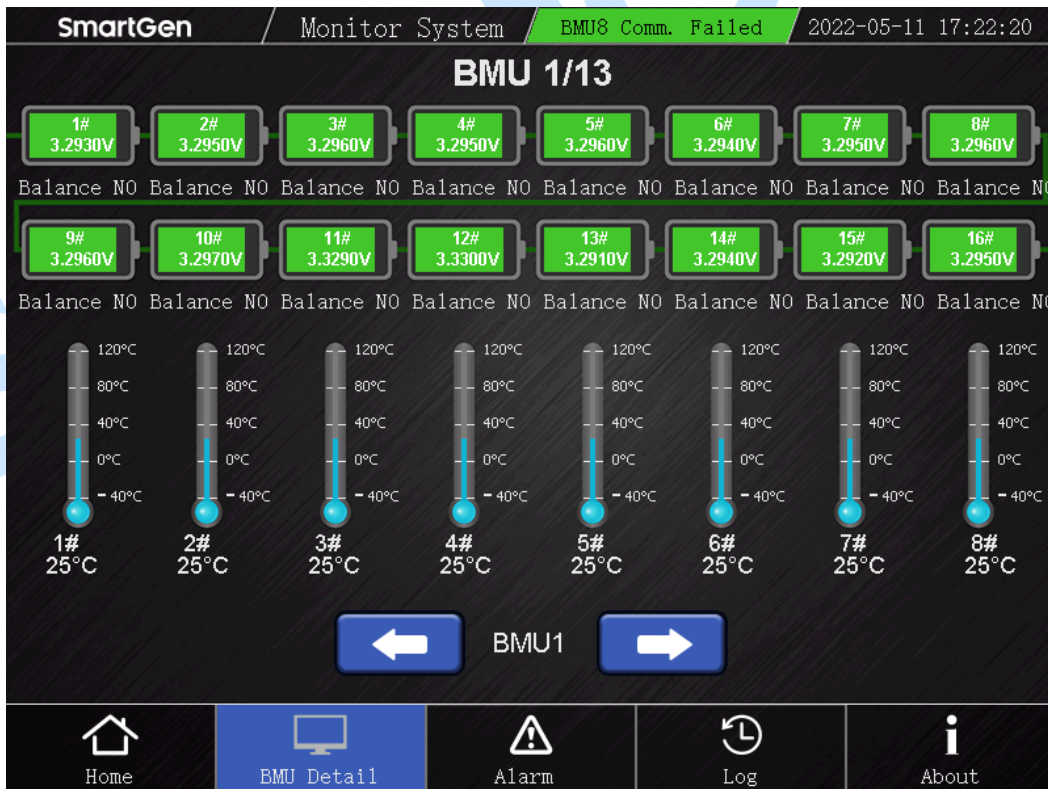 SmartGen / Monitor System / BMU8 Comm. Failed / 2022-05-11 17:22:20
BMU 1/13
1# 2# 3# 4# 5# 6# 7# 8#
3.2930V 3.2950V 3.2960V 3.2950V 3.2960V 3.2940V 3.2950V 3.2960V
Balance NO Balance NO Balance NO Balance NO Balance NO Balance NO Balance NO Balance NO
9# 10# 11# 12# 13# 14# 15# 16#
3.2960V 3.2970V 3.3290V 3.3300V 3.2910V 3.2940V 3.2920V 3.2950V
Balance NO Balance NO Balance NO Balance NO Balance NO Balance NO Balance NO Balance NO
120°C 120°C 120°C 120°C 120°C 120°C 120°C 120°C
80°C 80°C 80°C 80°C 80°C 80°C 80°C 80°C
40°C 40°C 40°C 40°C 40°C 40°C 40°C 40°C
0°C 0°C 0°C 0°C 0°C 0°C 0°C 0°C
-40°C -40°C -40°C -40°C -40°C -40°C -40°C -40°C
1# 2# 3# 4# 5# 6# 7# 8#
25°C 25°C 25°C 25°C 25°C 25°C 25°C 25°C
BMU1
Home BMU Detail Alarm Log About